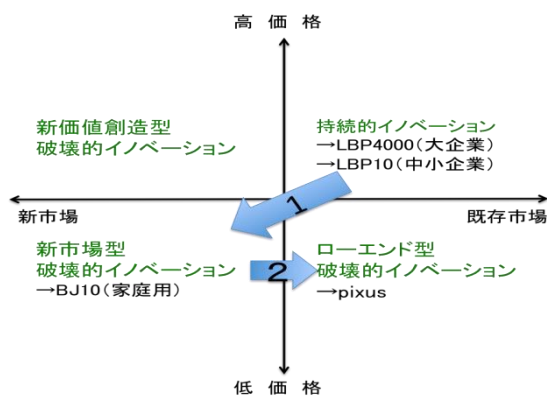 高 価 格
新価値創造型
破壊的イノベーション
持続的イノベーション
→LBP4000(大企業)
→LBP10(中小企業)
1
新市場
既存市場
新市場型
破壊的イノベーション
→BJ10(家庭用)
2
ローエンド型
破壊的イノベーション
→pixus
低 価 格